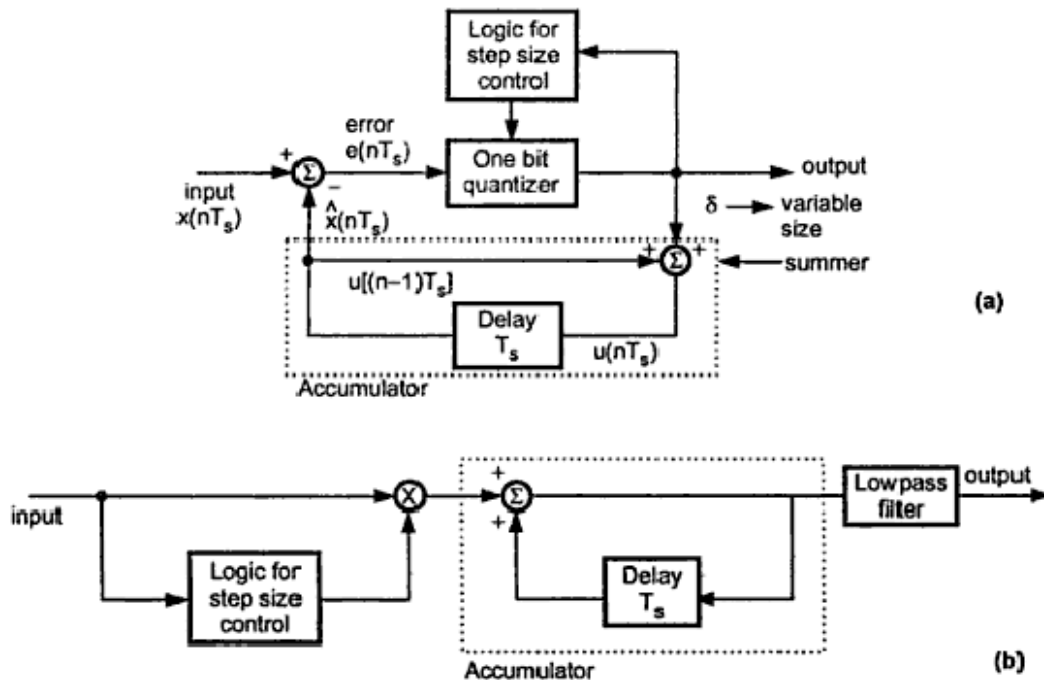 Logic for
step size
control
error
e(nTs)
One bit
quantizer
+
Σ
−
input
x(nTs)
x̂(nTs)
output
δ → variable
size
+
Σ
+
summer
u[(n−1)Ts]
Delay
Ts
u(nTs)
Accumulator
(a)
input
X
+
Σ
+
Lowpass
filter
output
Logic for
step size
control
Delay
Ts
Accumulator
(b)